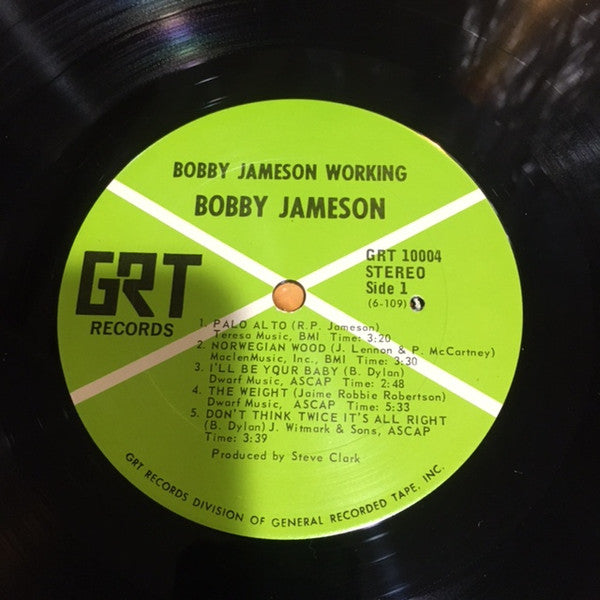 BOBBY JAMESON WORKING
BOBBY JAMESON
GRT
RECORDS
GRT 10004
STEREO
Side 1
(6-109)
1. PALO ALTO (R.P. Jameson)
Teresa Music, BMI Time: 3:20
2. NORWEGIAN WOOD (J. Lennon & P. McCartney)
MaclenMusic, Inc., BMI Time: 3:30
3. I'LL BE YOUR BABY (B. Dylan)
Dwarf Music, ASCAP Time: 2:48
4. THE WEIGHT (Jaime Robbie Robertson)
Dwarf Music, ASCAP Time: 5:33
5. DON'T THINK TWICE IT'S ALL RIGHT
(B. Dylan) J. Witmark & Sons, ASCAP
Time: 3:39
Produced by Steve Clark
GRT RECORDS DIVISION OF GENERAL RECORDED TAPE, INC.